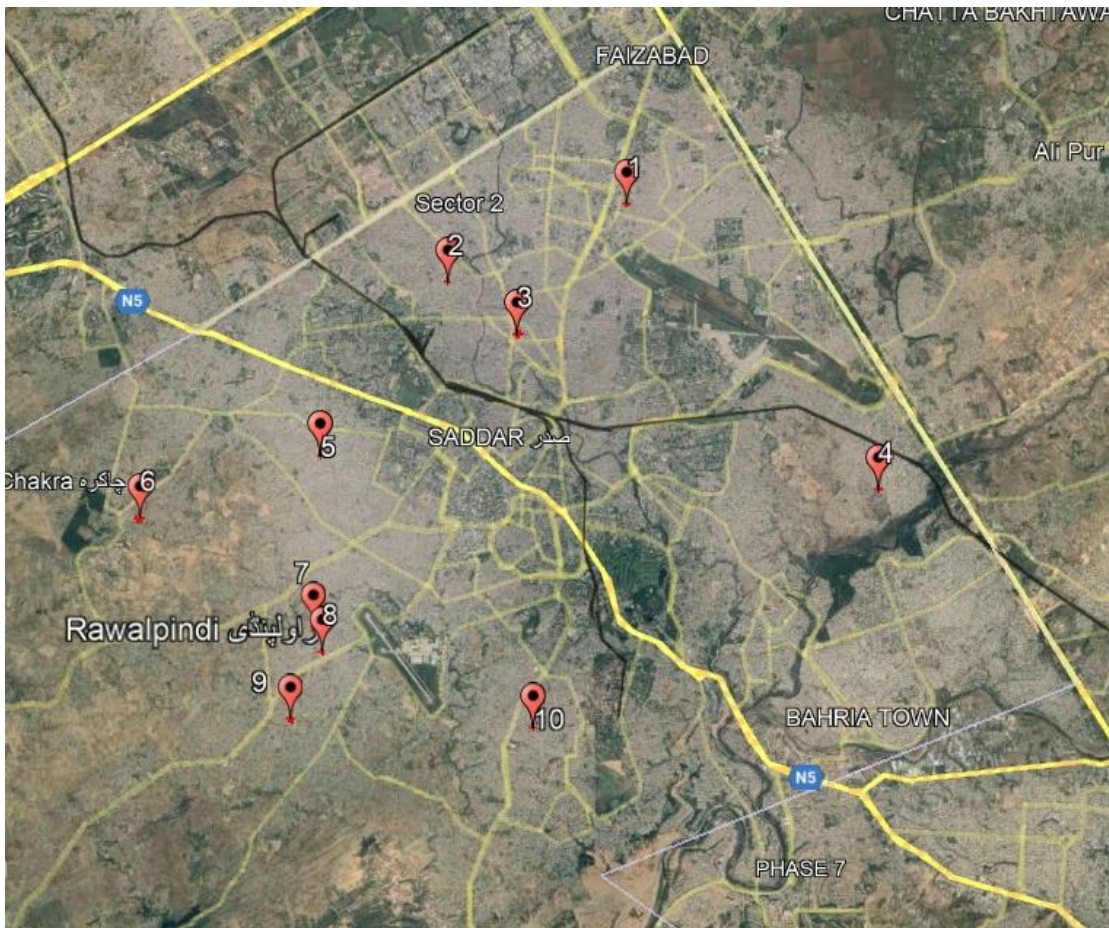 CHATTA BAKHTAWA
FAIZABAD
Ali Pur
1
Sector 2
2
3
N5
SADDAR صدر
4
5
Chakra چاکره
6
7
8
Rawalpindi راولپنڈی
9
10
BAHRIA TOWN
N5
PHASE 7